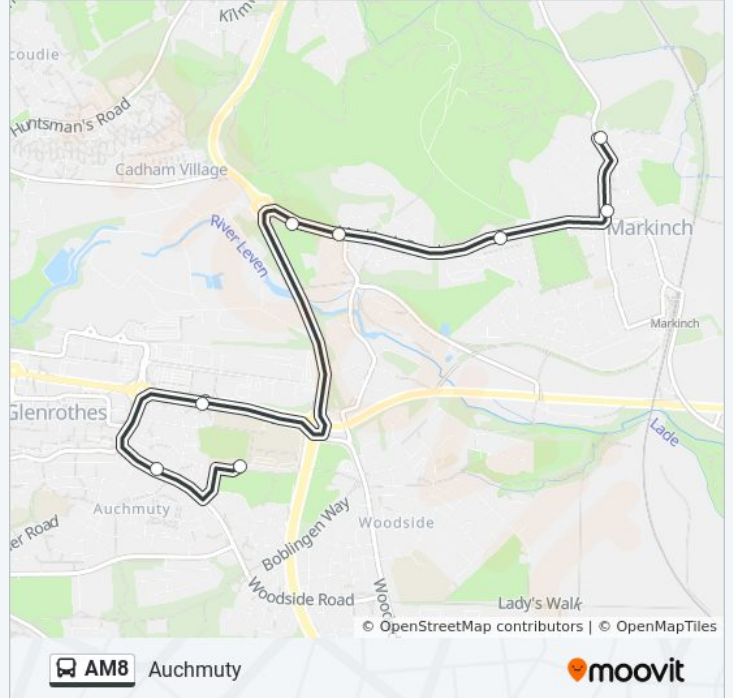 Kilm
coudie
Huntsman's Road
Cadham Village
River Leven
Markinch
Markinch
Glenrothes
Lade
Auchmuty
er Road
Woodside
Boblingen Way
Woodside Road
Wooc
Lady's Walk
© OpenStreetMap contributors | © OpenMapTiles
AM8 Auchmuty
moovit